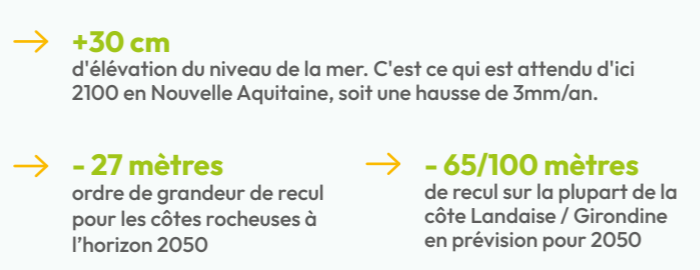 +30 cm
d'élévation du niveau de la mer. C'est ce qui est attendu d'ici
2100 en Nouvelle Aquitaine, soit une hausse de 3mm/an.
- 27 mètres
ordre de grandeur de recul
pour les côtes rocheuses à
l'horizon 2050
- 65/100 mètres
de recul sur la plupart de la
côte Landaise / Girondine
en prévision pour 2050